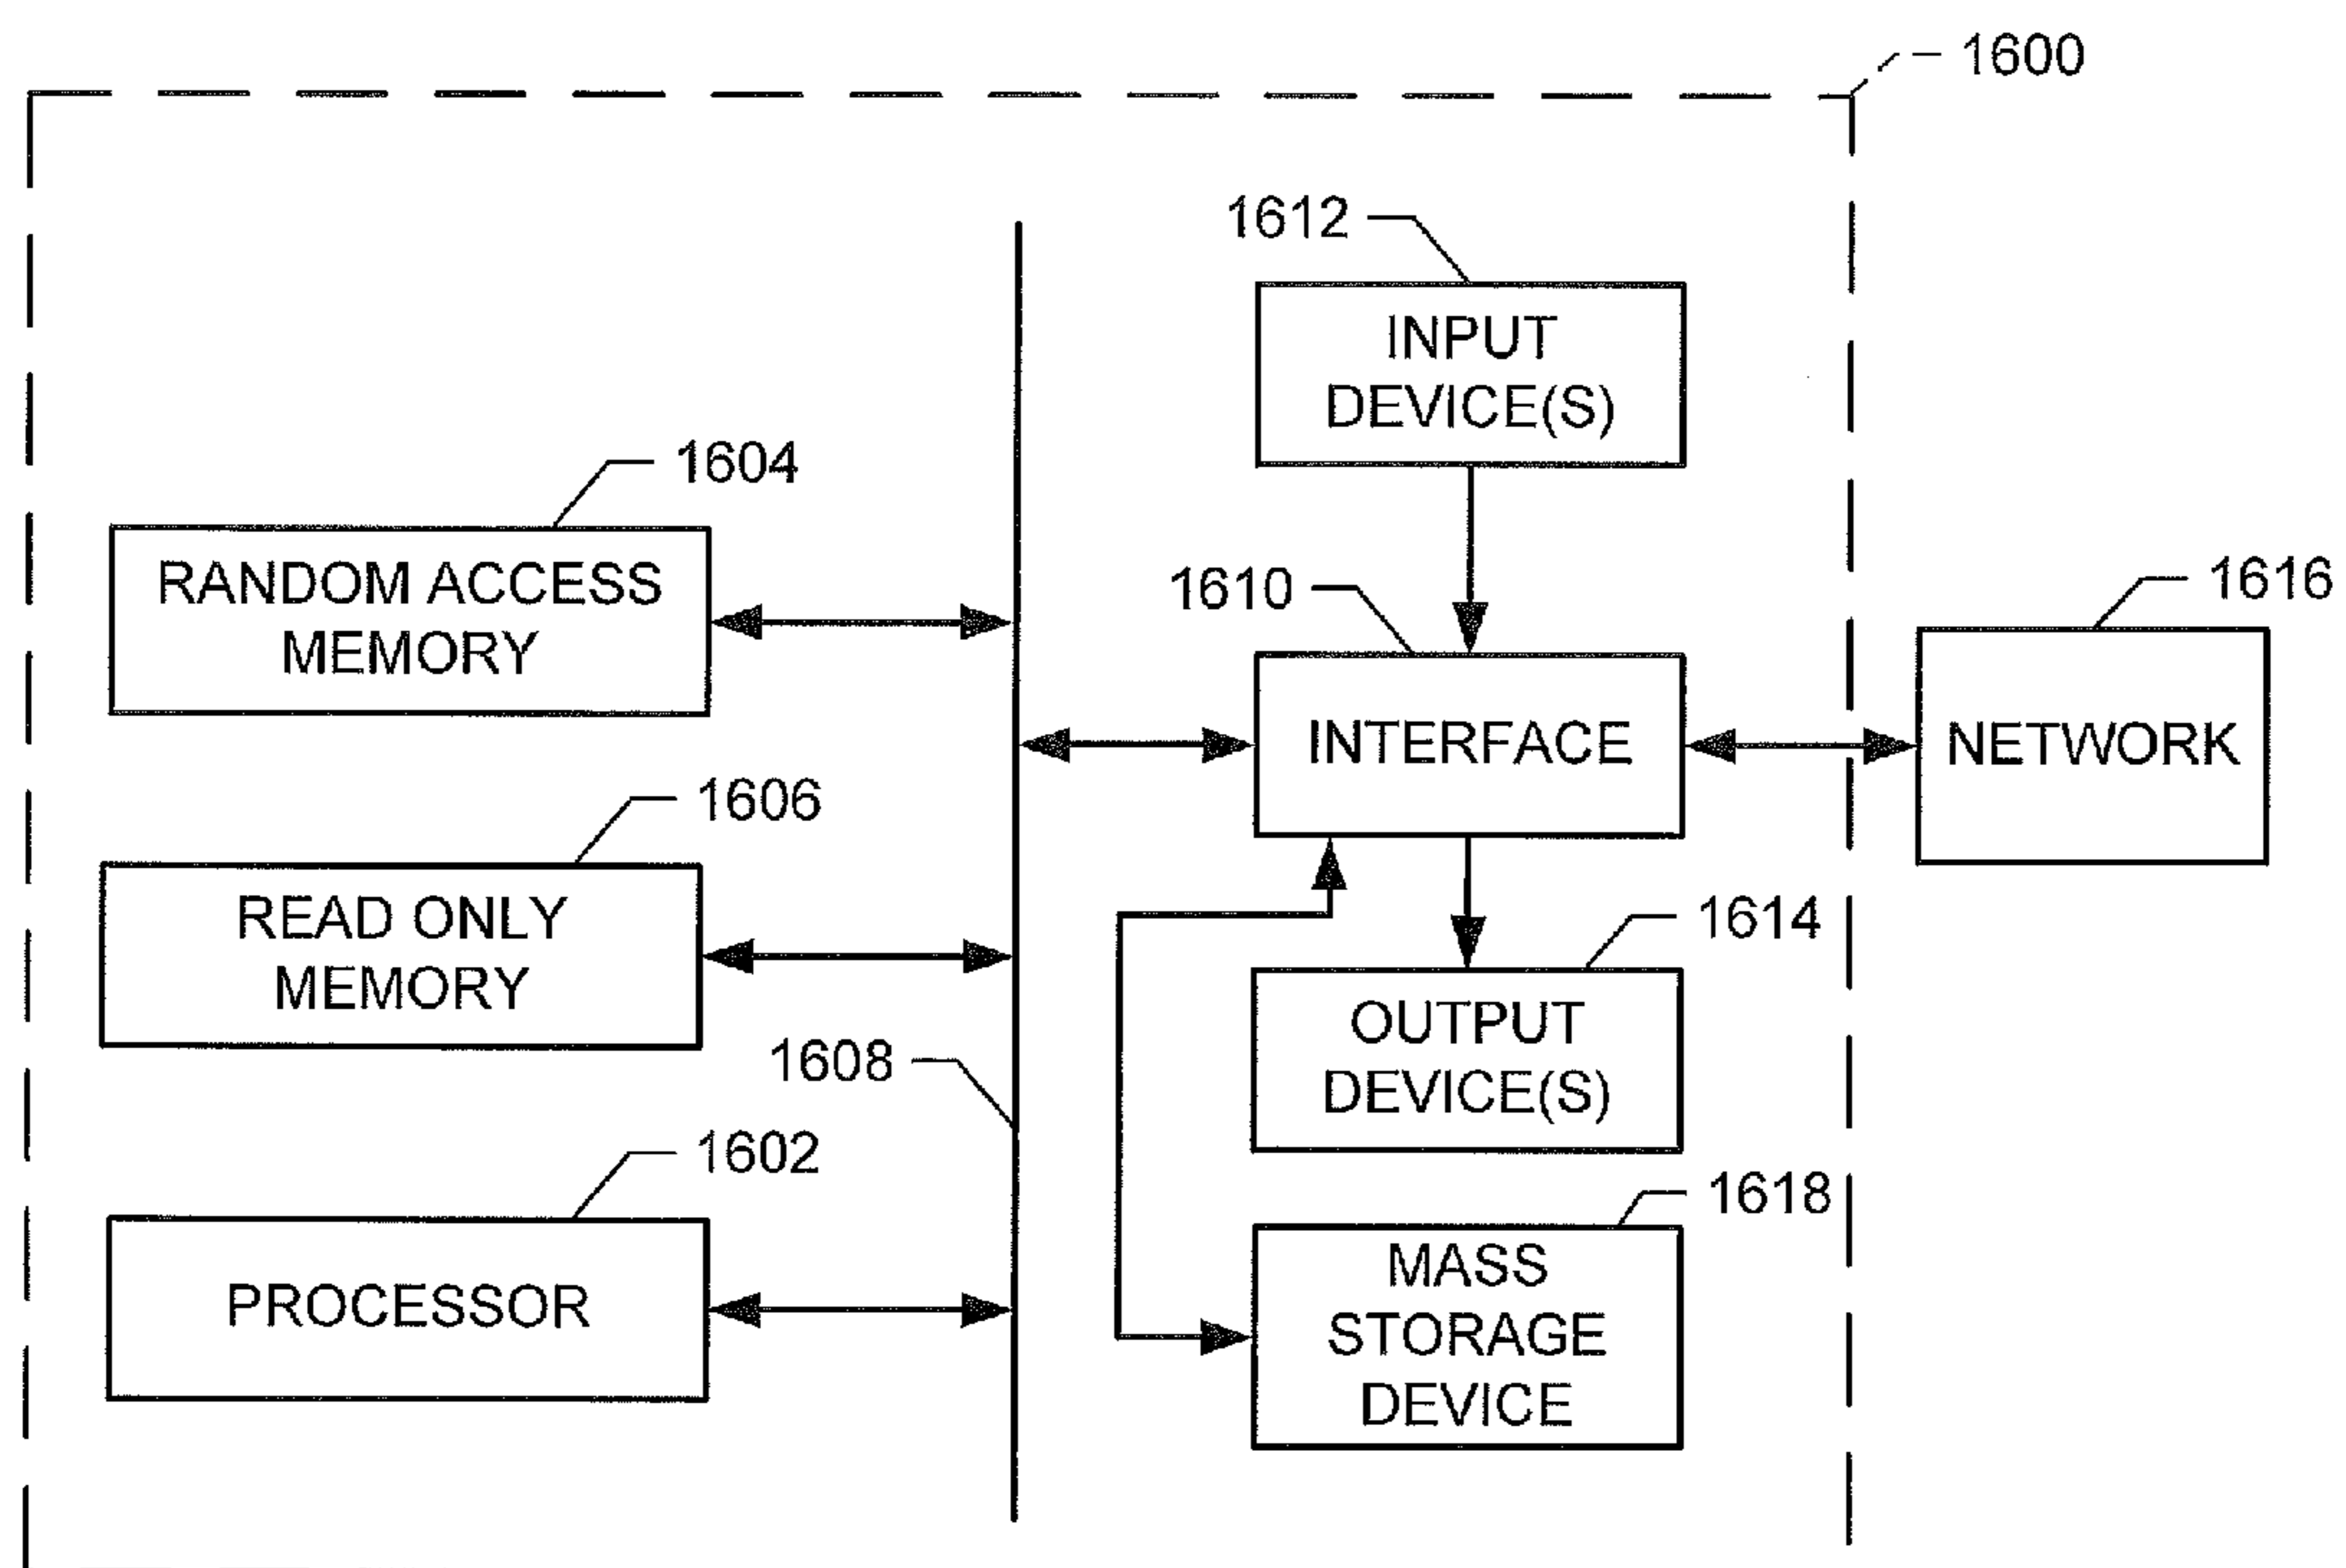 1600
1612
INPUT
DEVICE(S)
1604
RANDOM ACCESS
MEMORY
1610
INTERFACE
1616
NETWORK
1606
READ ONLY
MEMORY
1614
OUTPUT
DEVICE(S)
1608
1602
PROCESSOR
1618
MASS
STORAGE
DEVICE